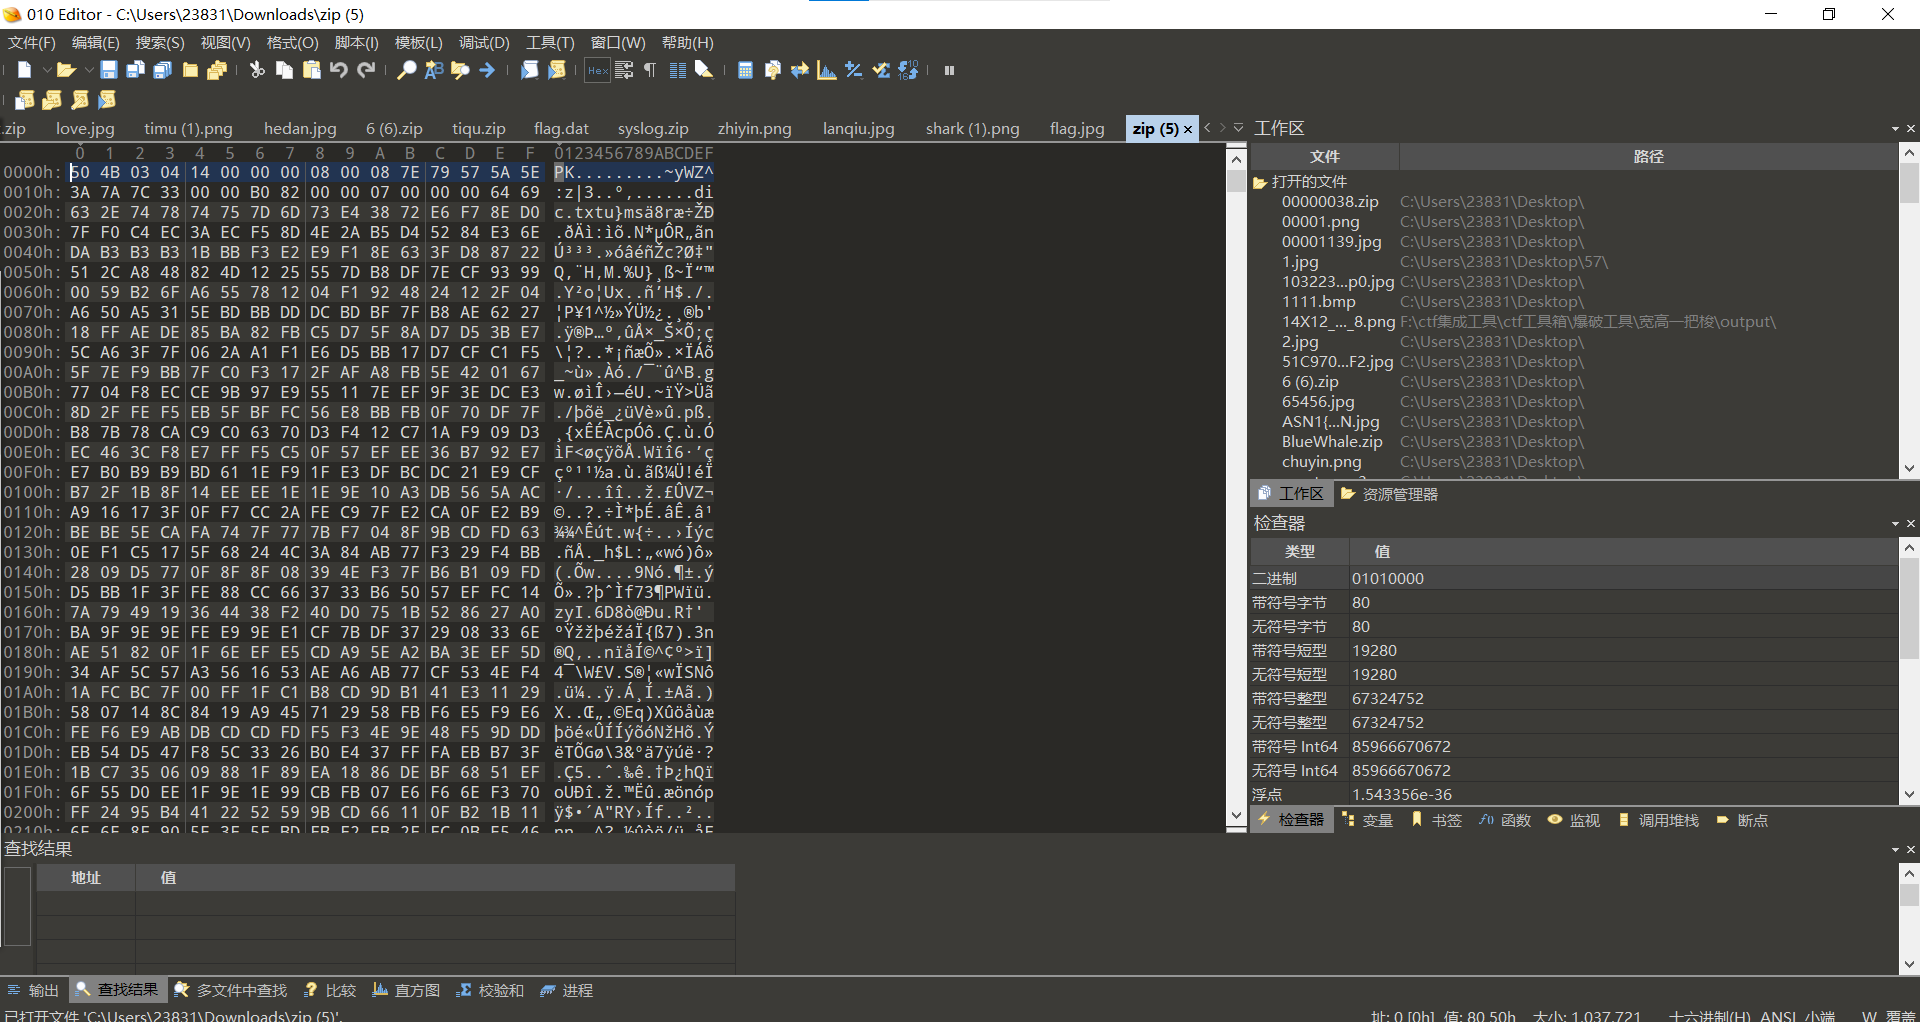 010 Editor - C:\Users\23831\Downloads\zip (5)
文件(F) 编辑(E) 搜索(S) 视图(V) 格式(O) 脚本(I) 模板(L) 调试(D) 工具(T) 窗口(W) 帮助(H)
.zip love.jpg timu (1).png hedan.jpg 6 (6).zip tiqu.zip flag.dat syslog.zip zhiyin.png lanqiu.jpg shark (1).png flag.jpg zip (5)
0 1 2 3 4 5 6 7 8 9 A B C D E F 0123456789ABCDEF
0000h: 50 4B 03 04 14 00 00 00 08 00 08 7E 79 57 5A 5E PK.........~yWZ^
0010h: 3A 7A 7C 33 00 00 B0 82 00 00 07 00 00 00 64 69 :z|3..°‚......di
0020h: 63 2E 74 78 74 75 7D 6D 73 E4 38 72 E6 F7 8E D0 c.txtu}msä8ræ÷ŽÐ
0030h: 7F F0 C4 EC 3A EC F5 8D 4E 2A B5 D4 52 84 E3 6E .ðÄì:ìõ.N*µÔR„ãn
0040h: DA B3 B3 B3 1B BB F3 E2 E9 F1 8E 63 3F D8 87 22 Ú³³³.»óâéñŽc?Ø‡"
0050h: 51 2C A8 48 82 4D 12 25 55 7D B8 DF 7E CF 93 99 Q,¨H‚M.%U}¸ß~Ï“™
0060h: 00 59 B2 6F A6 55 78 12 04 F1 92 48 24 12 2F 04 .Y²o¦Ux..ñ’H$./.
0070h: A6 50 A5 31 5E BD BB DD DC BD BF 7F B8 AE 62 27 ¦P¥1^½»ÝÜ½¿.¸®b'
0080h: 18 FF AE DE 85 BA 82 FB C5 D7 5F 8A D7 D5 3B E7 .ÿ®Þ…º‚ûÅ×_Š×Õ;ç
0090h: 5C A6 3F 7F 06 2A A1 F1 E6 D5 BB 17 D7 CF C1 F5 \¦?..*¡ñæÕ».×ÏÁõ
00A0h: 5F 7E F9 BB 7F C0 F3 17 2F AF A8 FB 5E 42 01 67 _~ù».Àó./¯¨û^B.g
00B0h: 77 04 F8 EC CE 9B 97 E9 55 11 7E EF 9F 3E DC E3 w.øìÎ›—éU.~ïŸ>Üã
00C0h: 8D 2F FE F5 EB 5F BF FC 56 E8 BB FB 0F 70 DF 7F ./þõë_¿üVè»û.pß.
00D0h: B8 7B 78 CA C9 C0 63 70 D3 F4 12 C7 1A F9 09 D3 ¸{xÊÉÀcpÓô.Ç.ù.Ó
00E0h: EC 46 3C F8 E7 FF F5 C5 0F 57 EF EE 36 B7 92 E7 ìF<øçÿõÅ.Wïî6·’ç
00F0h: E7 B0 B9 B9 BD 61 1E F9 1F E3 DF BC DC 21 E9 CF ç°¹¹½a.ù.ãß¼Ü!éÏ
0100h: B7 2F 1B 8F 14 EE EE 1E 1E 9E 10 A3 DB 56 5A AC ·/...îî..ž.£ÛVZ¬
0110h: A9 16 17 3F 0F F7 CC 2A FE C9 7F E2 CA 0F E2 B9 ©..?.÷Ì*þÉ.âÊ.â¹
0120h: BE BE 5E CA FA 74 7F 77 7B F7 04 8F 9B CD FD 63 ¾¾^Êút.w{÷..›Íýc
0130h: 0E F1 C5 17 5F 68 24 4C 3A 84 AB 77 F3 29 F4 BB .ñÅ._h$L:„«wó)ô»
0140h: 28 09 D5 77 0F 8F 8F 08 39 4E F3 7F B6 B1 09 FD (.Õw....9Nó.¶±.ý
0150h: D5 BB 1F 3F FE 88 CC 66 37 33 B6 50 57 EF FC 14 Õ».?þˆÌf73¶PWïü.
0160h: 7A 79 49 19 36 44 38 F2 40 D0 75 1B 52 86 27 A0 zyI.6D8ò@Ðu.R†'
0170h: BA 9F 9E 9E FE E9 9E E1 CF 7B DF 37 29 08 33 6E ºŸžžþéžáÏ{ß7).3n
0180h: AE 51 82 0F 1F 6E EF E5 CD A9 5E A2 BA 3E EF 5D ®Q‚..nïåÍ©^¢º>ï]
0190h: 34 AF 5C 57 A3 56 16 53 AE A6 AB 77 CF 53 4E F4 4¯\W£V.S®¦«wÏSNô
01A0h: 1A FC BC 7F 00 FF 1F C1 B8 CD 9D B1 41 E3 11 29 .ü¼..ÿ.Á¸Í.±Aã.)
01B0h: 58 07 14 8C 84 19 A9 45 71 29 58 FB F6 E5 F9 E6 X..Œ„.©Eq)Xûöåùæ
01C0h: FE F6 E9 AB DB CD CD FD F5 F3 4E 9E 48 F5 9D DD þöé«ÛÍÍýõóNžHõ.Ý
01D0h: EB 54 D5 47 F8 5C 33 26 B0 E4 37 FF FA EB B7 3F ëTÕGø\3&°ä7ÿúë·?
01E0h: 1B C7 35 06 09 88 1F 89 EA 18 86 DE BF 68 51 EF .Ç5..ˆ.‰ê.†Þ¿hQï
01F0h: 6F 55 D0 EE 1F 9E 1E 99 CB FB 07 E6 F6 6E F3 70 oUÐî.ž.™Ëû.æönóp
0200h: FF 24 95 B4 41 22 52 59 9B CD 66 11 0F B2 1B 11 ÿ$•´A"RY›Íf..²..
工作区
文件 路径
打开的文件
00000038.zip C:\Users\23831\Desktop\
00001.png C:\Users\23831\Desktop\
00001139.jpg C:\Users\23831\Desktop\
1.jpg C:\Users\23831\Desktop\57\
103223...p0.jpg C:\Users\23831\Desktop\
1111.bmp C:\Users\23831\Desktop\
14X12_..._8.png F:\ctf集成工具\ctf工具箱\爆破工具\宽高一把梭\output\
2.jpg C:\Users\23831\Desktop\
51C970...F2.jpg C:\Users\23831\Desktop\
6 (6).zip C:\Users\23831\Desktop\
65456.jpg C:\Users\23831\Desktop\
ASN1{...N.jpg C:\Users\23831\Desktop\
BlueWhale.zip C:\Users\23831\Desktop\
chuyin.png C:\Users\23831\Desktop\
工作区 资源管理器
检查器
类型 值
二进制 01010000
带符号字节 80
无符号字节 80
带符号短型 19280
无符号短型 19280
带符号整型 67324752
无符号整型 67324752
带符号 Int64 85966670672
无符号 Int64 85966670672
浮点 1.543356e-36
检查器 变量 书签 函数 监视 调用堆栈 断点
查找结果
地址 值
输出 查找结果 多文件中查找 比较 直方图 校验和 进程
已打开文件 'C:\Users\23831\Downloads\zip (5)'.
址: 0 [0h] 值: 80 50h 大小: 1,037,721 十六进制(H) ANSI 小端 W 覆盖